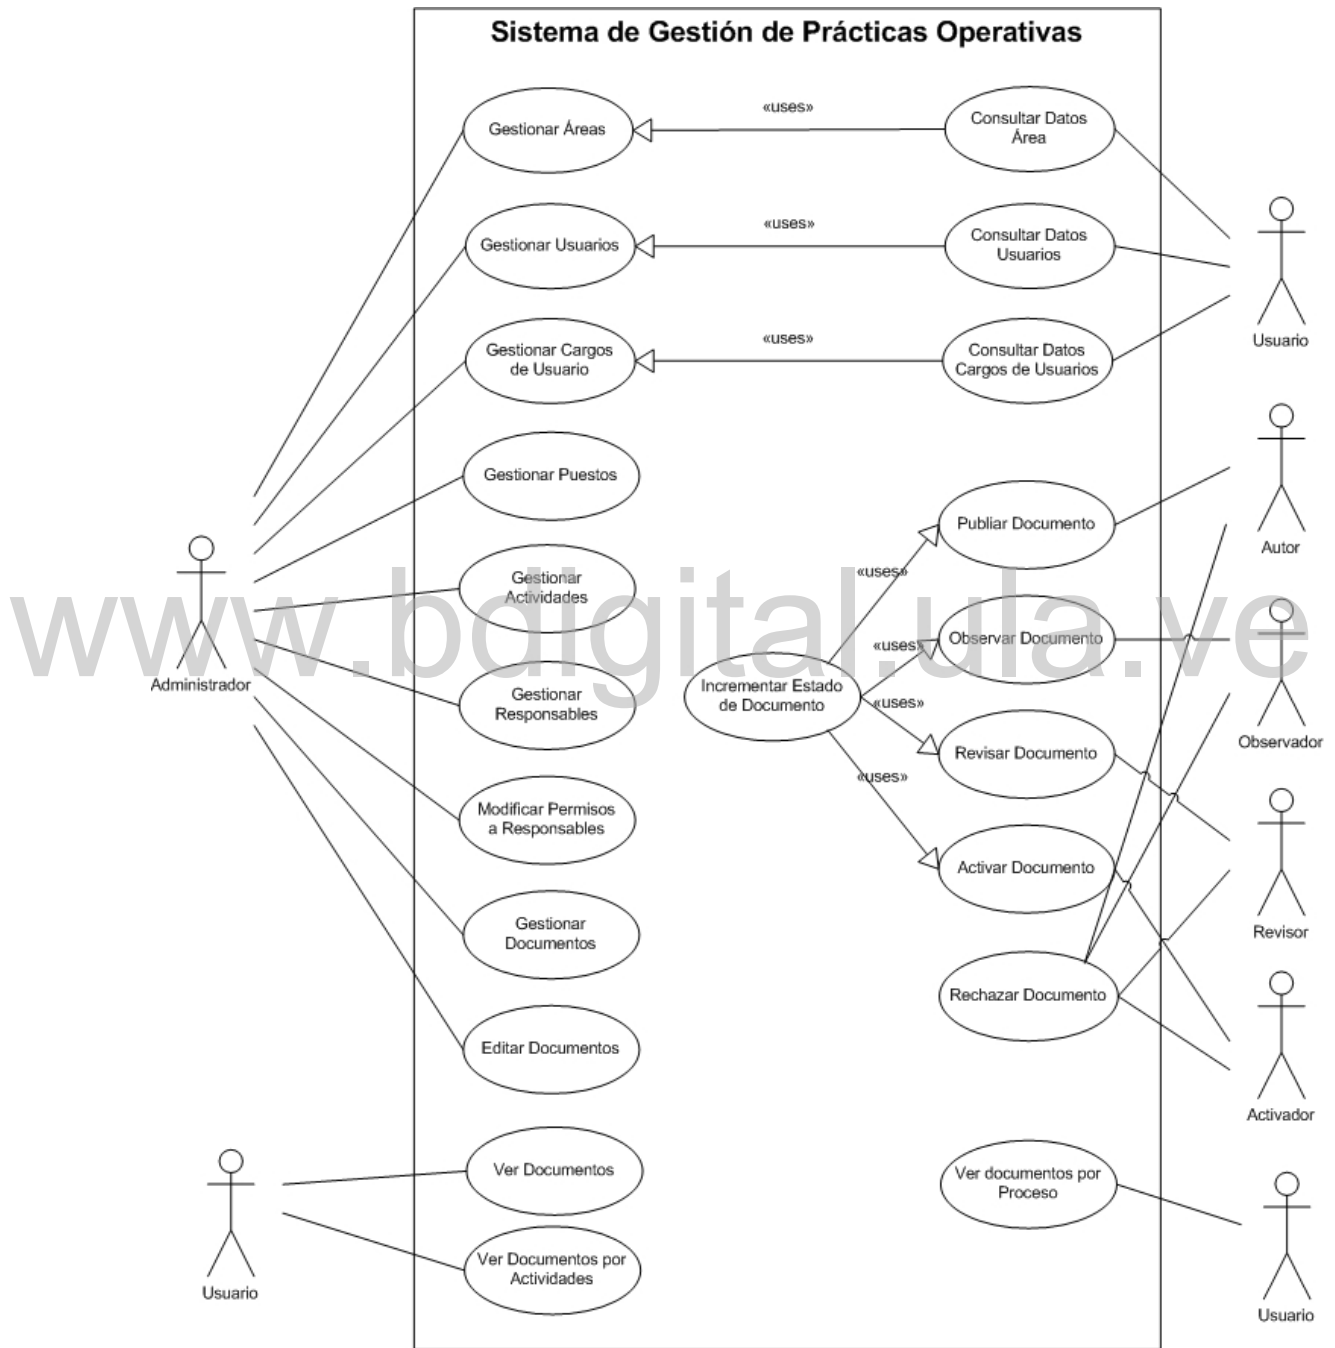 Sistema de Gestión de Prácticas Operativas
Gestionar Áreas
«uses»
Consultar Datos
Área
Gestionar Usuarios
«uses»
Consultar Datos
Usuarios
Usuario
Gestionar Cargos
de Usuario
«uses»
Consultar Datos
Cargos de Usuarios
Gestionar Puestos
Publiar Documento
Autor
«uses»
Gestionar
Actividades
www.bdigital.ula.ve
Observar Documento
«uses»
Administrador
Gestionar
Responsables
Incrementar Estado
de Documento
«uses»
Observador
Revisar Documento
«uses»
Modificar Permisos
a Responsables
Activar Documento
Revisor
Gestionar
Documentos
Rechazar Documento
Editar Documentos
Activador
Ver Documentos
Ver documentos por
Proceso
Ver Documentos por
Actividades
Usuario
Usuario